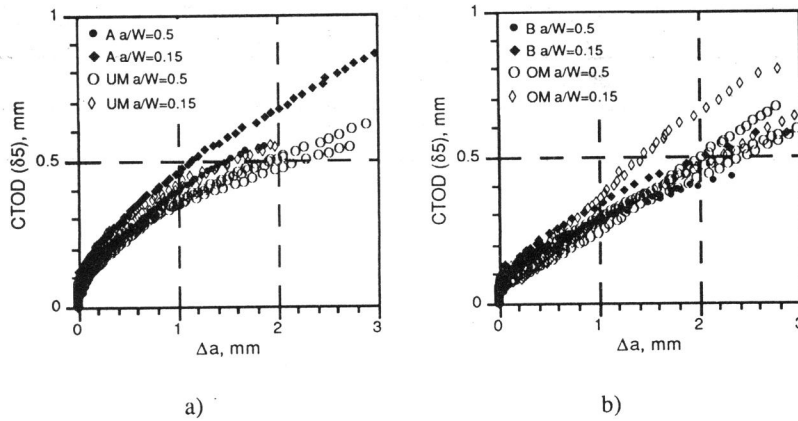 1
● A a/W=0.5
◆ A a/W=0.15
○ UM a/W=0.5
◇ UM a/W=0.15
0.5
0
CTOD (δ5), mm
0 1 2 3
Δa, mm
a)
1
● B a/W=0.5
◆ B a/W=0.15
○ OM a/W=0.5
◇ OM a/W=0.15
0.5
0
CTOD (δ5), mm
0 1 2 3
Δa, mm
b)